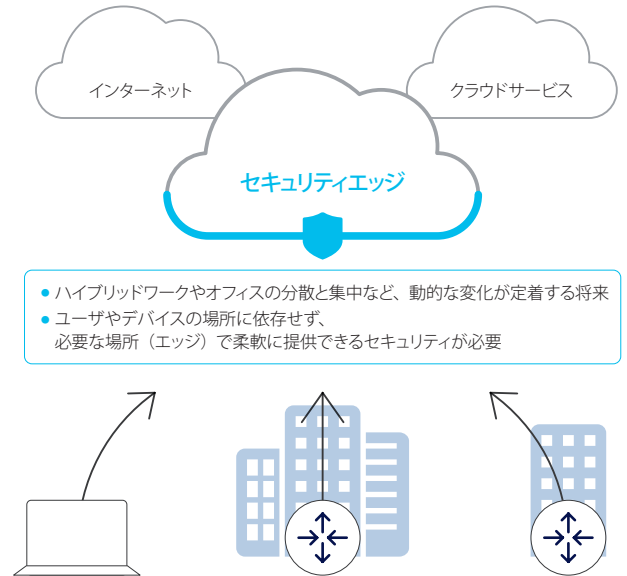 インターネット
クラウドサービス
セキュリティエッジ
● ハイブリッドワークやオフィスの分散と集中など、動的な変化が定着する将来
● ユーザやデバイスの場所に依存せず、
必要な場所（エッジ）で柔軟に提供できるセキュリティが必要